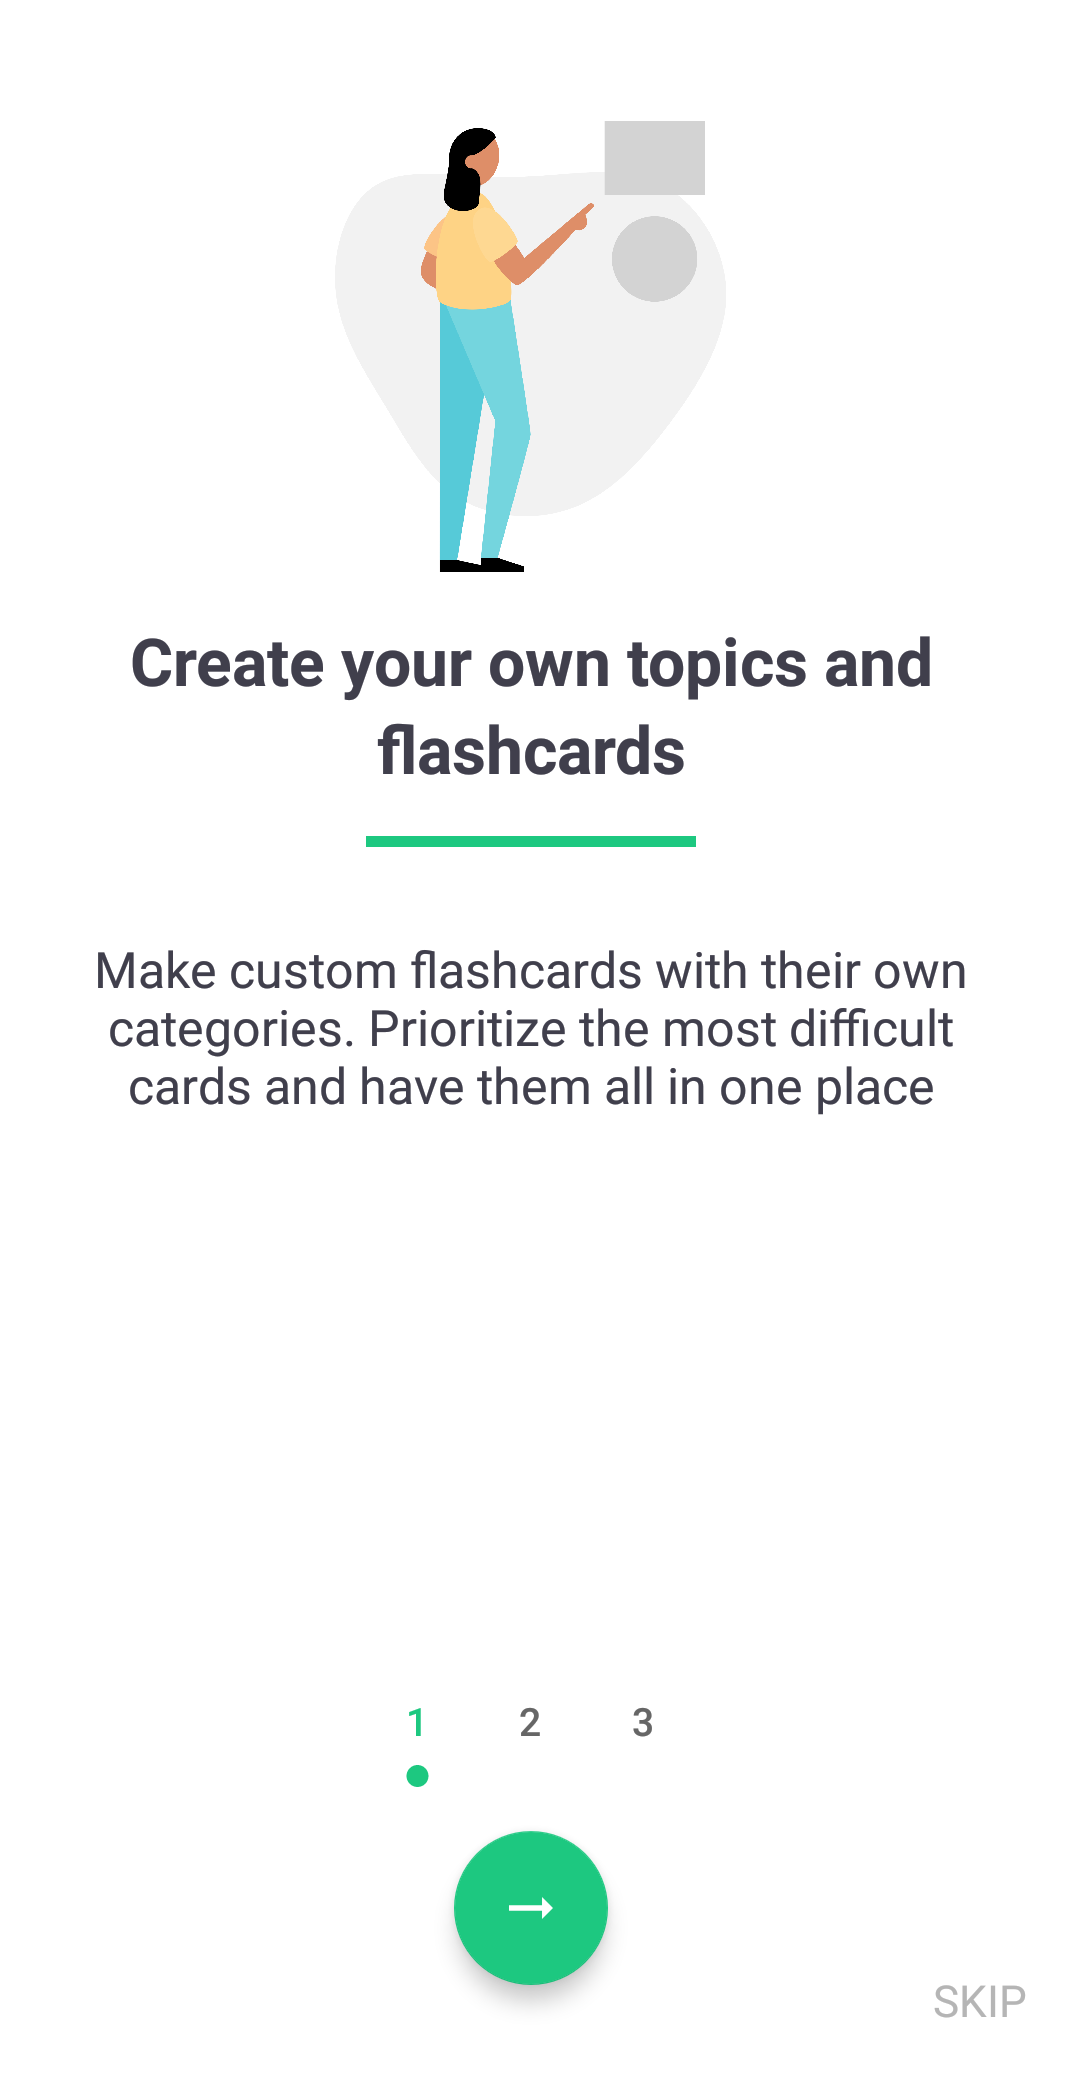 Create your own topics and
flashcards
Make custom flashcards with their own
categories. Prioritize the most difficult
cards and have them all in one place
1 2 3
SKIP